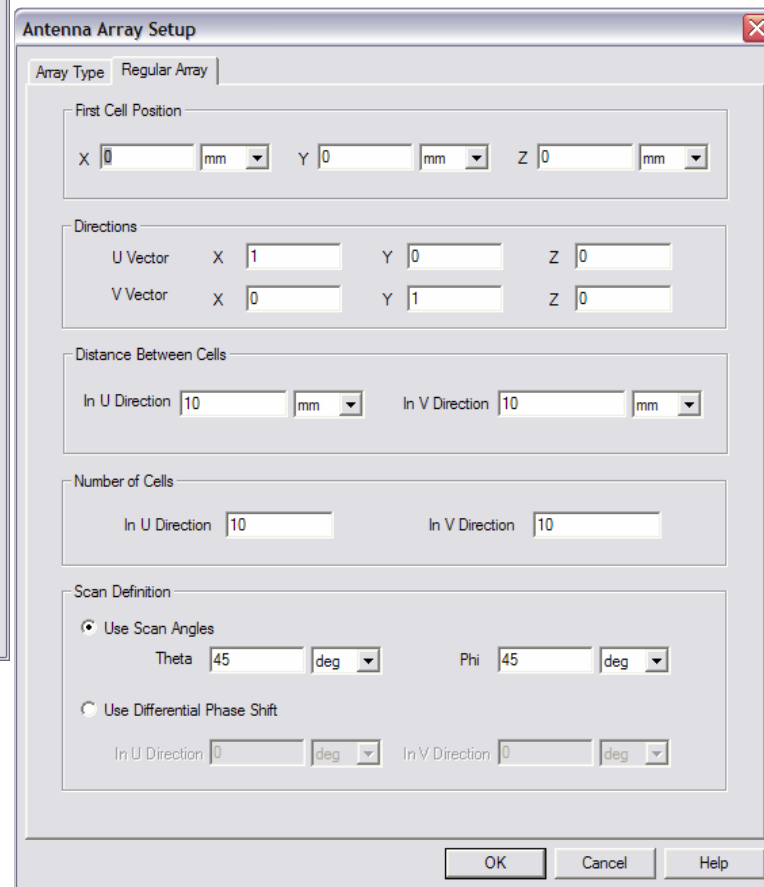 Antenna Array Setup
Array Type Regular Array
First Cell Position
X 0 mm Y 0 mm Z 0 mm
Directions
U Vector X 1 Y 0 Z 0
V Vector X 0 Y 1 Z 0
Distance Between Cells
In U Direction 10 mm In V Direction 10 mm
Number of Cells
In U Direction 10 In V Direction 10
Scan Definition
Use Scan Angles
Theta 45 deg Phi 45 deg
Use Differential Phase Shift
In U Direction 0 deg In V Direction 0 deg
OK Cancel Help